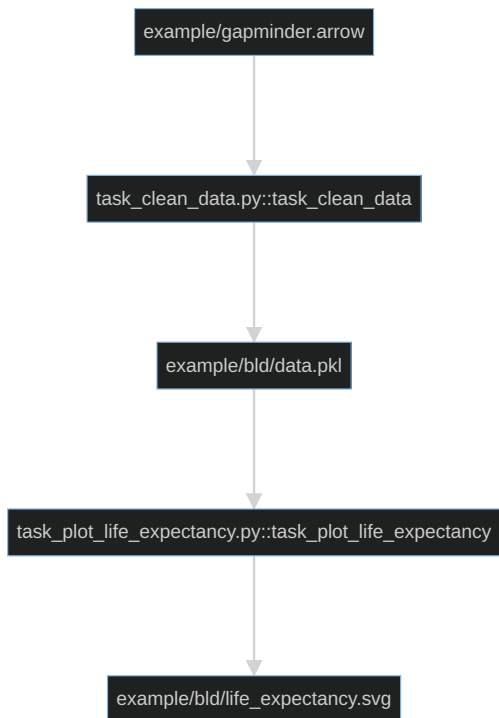 example/gapminder.arrow
task_clean_data.py::task_clean_data
example/bld/data.pkl
task_plot_life_expectancy.py::task_plot_life_expectancy
example/bld/life_expectancy.svg